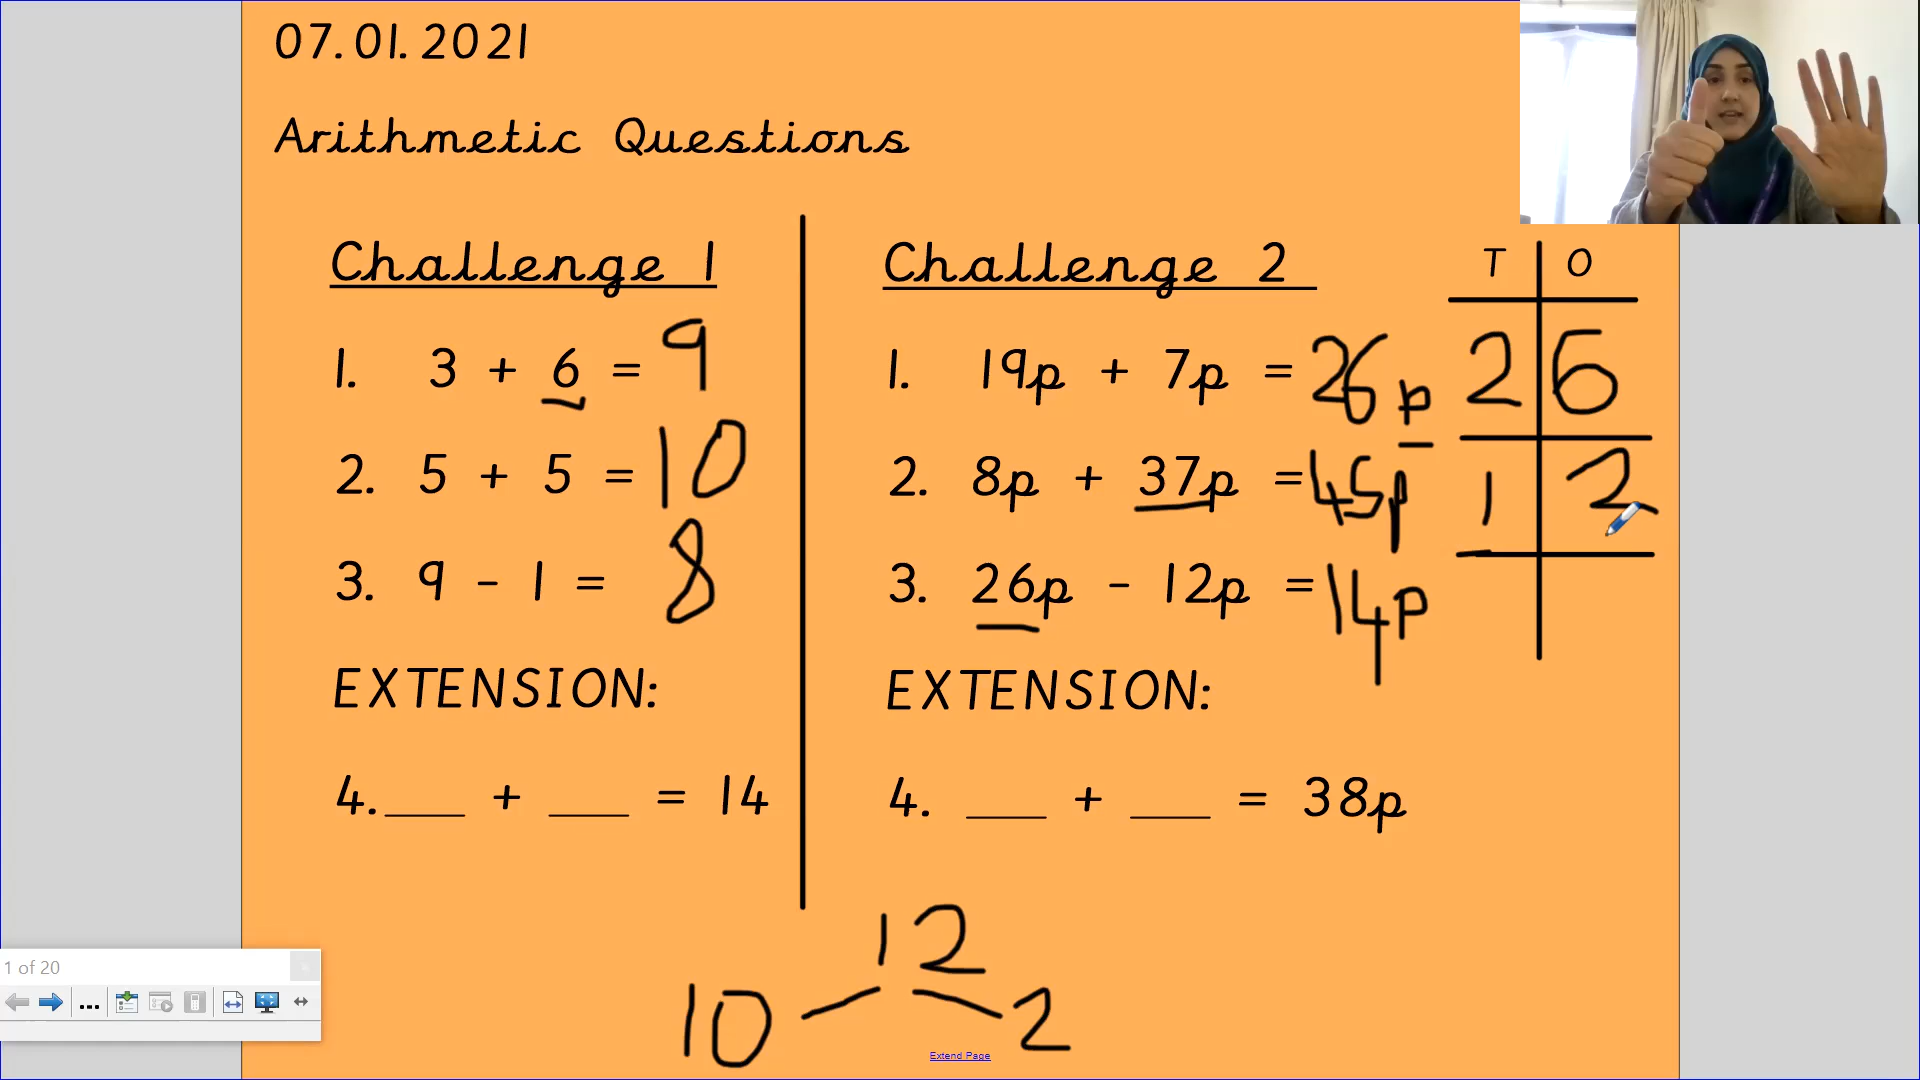 07.01.2021
Arithmetic Questions
Challenge 1
1. 3 + 6 = 9
2. 5 + 5 = 10
3. 9 - 1 = 8
EXTENSION:
4. ___ + ___ = 14
Challenge 2
1. 19p + 7p = 26p
2. 8p + 37p = 45p
3. 26p - 12p = 14p
EXTENSION:
4. ___ + ___ = 38p
T O
2 6
1 2
12
10 2
1 of 20
Extend Page